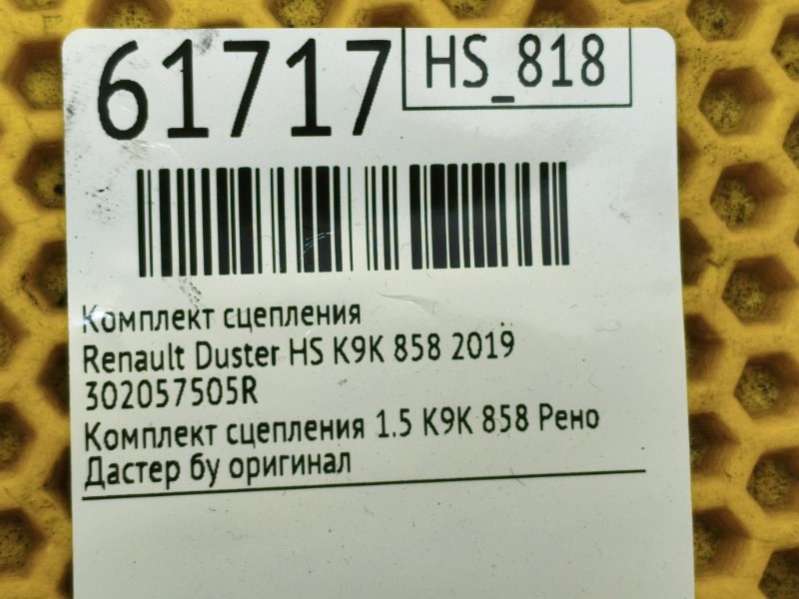 61717
HS_818
Комплект сцепления
Renault Duster HS K9K 858 2019
302057505R
Комплект сцепления 1.5 K9K 858 Рено
Дастер бу оригинал